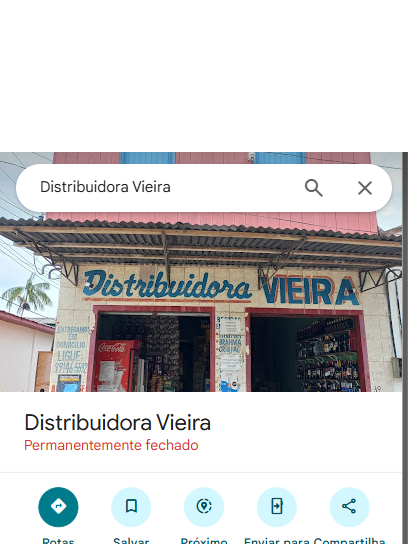 Distribuidora Vieira
Distribuidora VIEIRA
ENTREGAMOS
EM
DOMICILIO
LIGUE:
Coca-Cola
BRAHMA
Distribuidora Vieira
Permanentemente fechado
Rotas
Salvar
Próximo
Enviar para
Compartilha